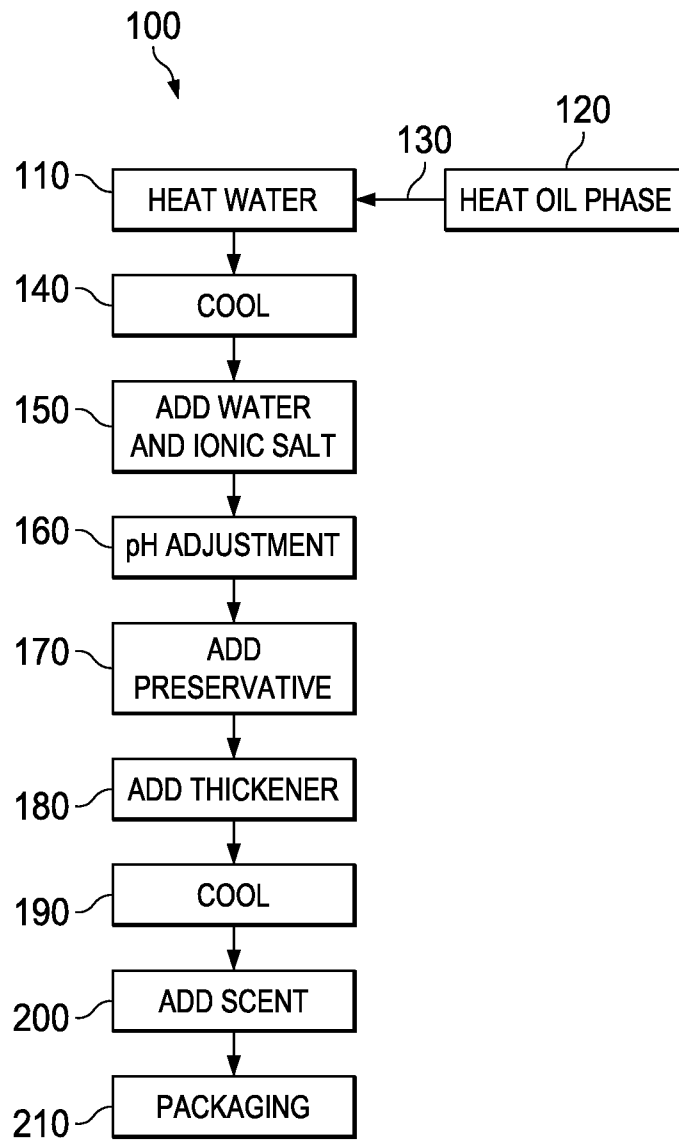 100
130
120
110
HEAT WATER
HEAT OIL PHASE
140
COOL
150
ADD WATER
AND IONIC SALT
160
pH ADJUSTMENT
170
ADD
PRESERVATIVE
180
ADD THICKENER
190
COOL
200
ADD SCENT
210
PACKAGING